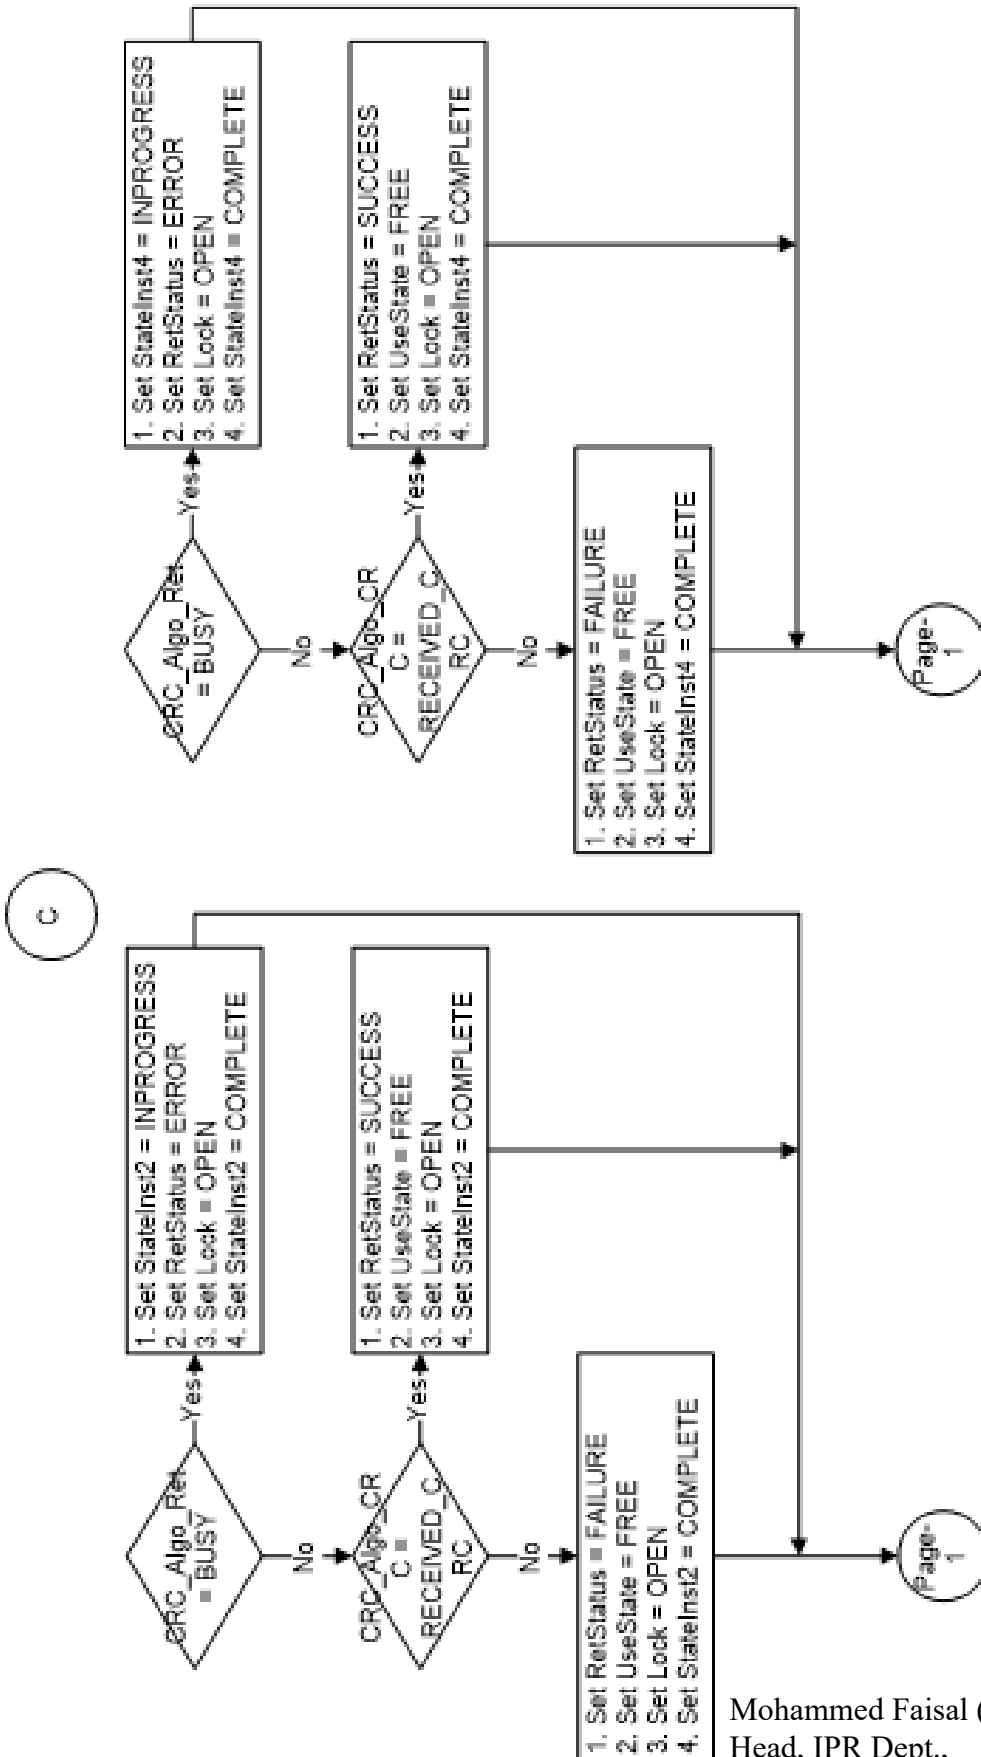 C
CRC_Algo_Ret
= BUSY
Yes
1. Set StateInst2 = INPROGRESS
2. Set RetStatus = ERROR
3. Set Lock = OPEN
4. Set StateInst2 = COMPLETE
No
CRC_Algo_CR
C =
RECEIVED_C
RC
Yes
1. Set RetStatus = SUCCESS
2. Set UseState = FREE
3. Set Lock = OPEN
4. Set StateInst2 = COMPLETE
No
1. Set RetStatus = FAILURE
2. Set UseState = FREE
3. Set Lock = OPEN
4. Set StateInst2 = COMPLETE
Page-
1
CRC_Algo_Ret
= BUSY
Yes
1. Set StateInst4 = INPROGRESS
2. Set RetStatus = ERROR
3. Set Lock = OPEN
4. Set StateInst4 = COMPLETE
No
CRC_Algo_CR
C =
RECEIVED_C
RC
Yes
1. Set RetStatus = SUCCESS
2. Set UseState = FREE
3. Set Lock = OPEN
4. Set StateInst4 = COMPLETE
No
1. Set RetStatus = FAILURE
2. Set UseState = FREE
3. Set Lock = OPEN
4. Set StateInst4 = COMPLETE
Page-
1
Mohammed Faisal (
Head, IPR Dept.,